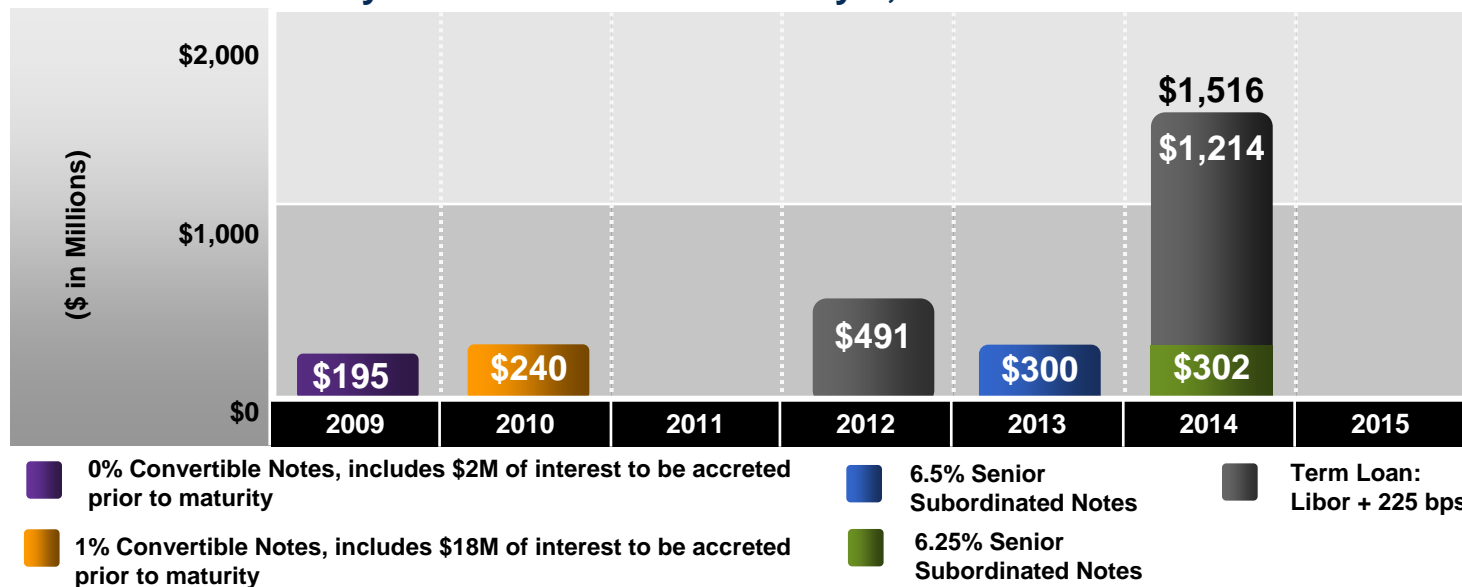 $2,000
$1,000
$0
($ in Millions)
$1,516
$1,214
$195
$240
$491
$300
$302
2009
2010
2011
2012
2013
2014
2015
0% Convertible Notes, includes $2M of interest to be accreted
prior to maturity
1% Convertible Notes, includes $18M of interest to be accreted
prior to maturity
6.5% Senior
Subordinated Notes
6.25% Senior
Subordinated Notes
Term Loan:
Libor + 225 bps